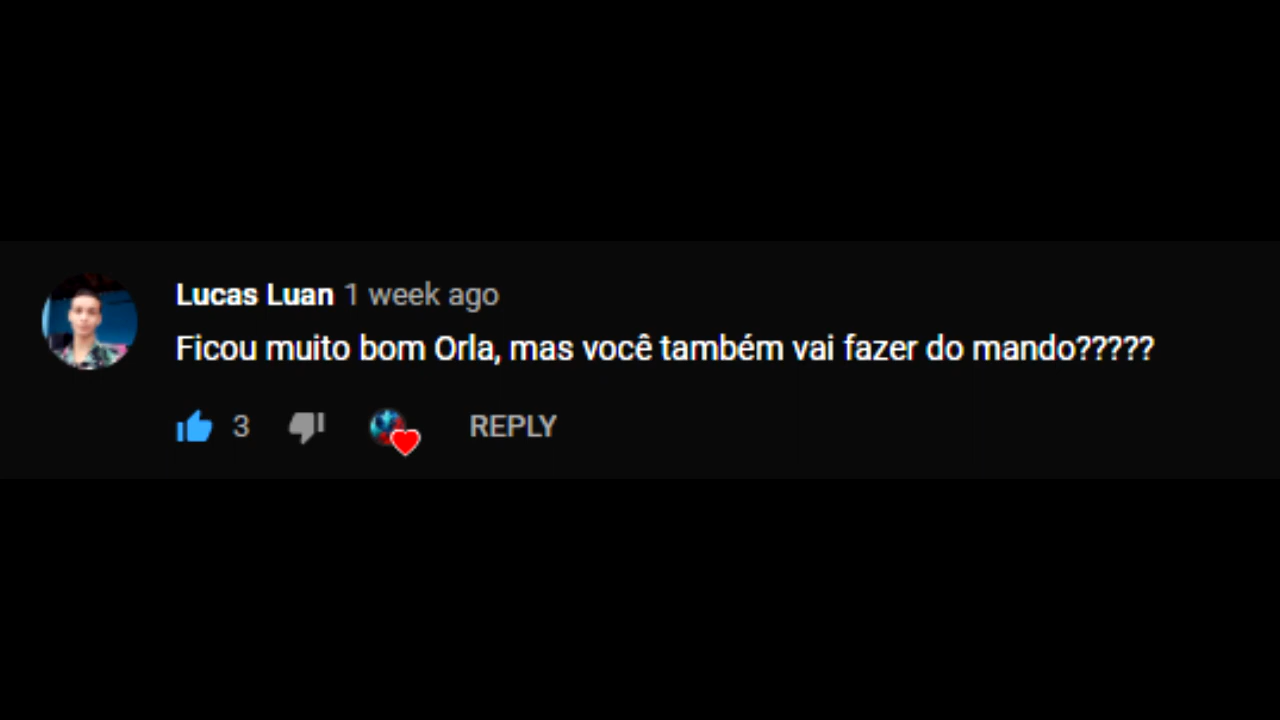 Lucas Luan 1 week ago
Ficou muito bom Orla, mas você também vai fazer do mando?????
3 REPLY